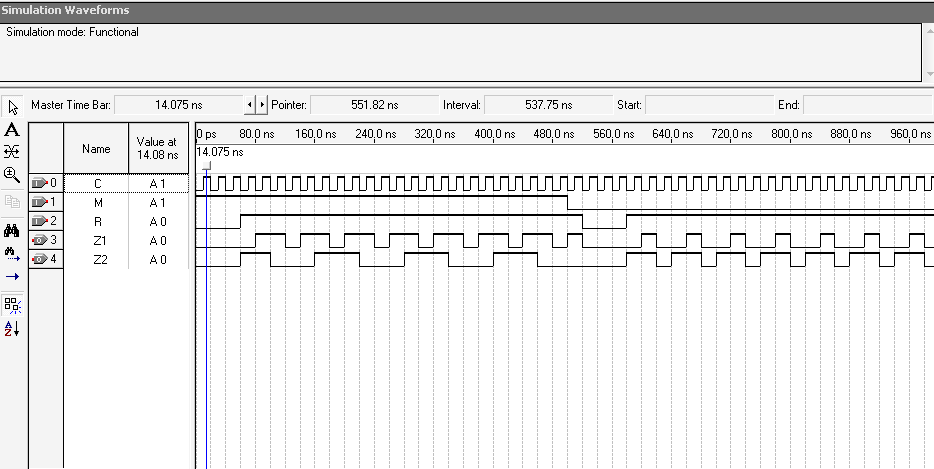 Simulation Waveforms
Simulation mode: Functional
Master Time Bar: 14.075 ns Pointer: 551.82 ns Interval: 537.75 ns Start: End:
Name Value at 14.08 ns
0 ps 80.0 ns 160.0 ns 240.0 ns 320.0 ns 400.0 ns 480.0 ns 560.0 ns 640.0 ns 720.0 ns 800.0 ns 880.0 ns 960.0 ns
14.075 ns
0 C A 1
1 M A 1
2 R A 0
3 Z1 A 0
4 Z2 A 0